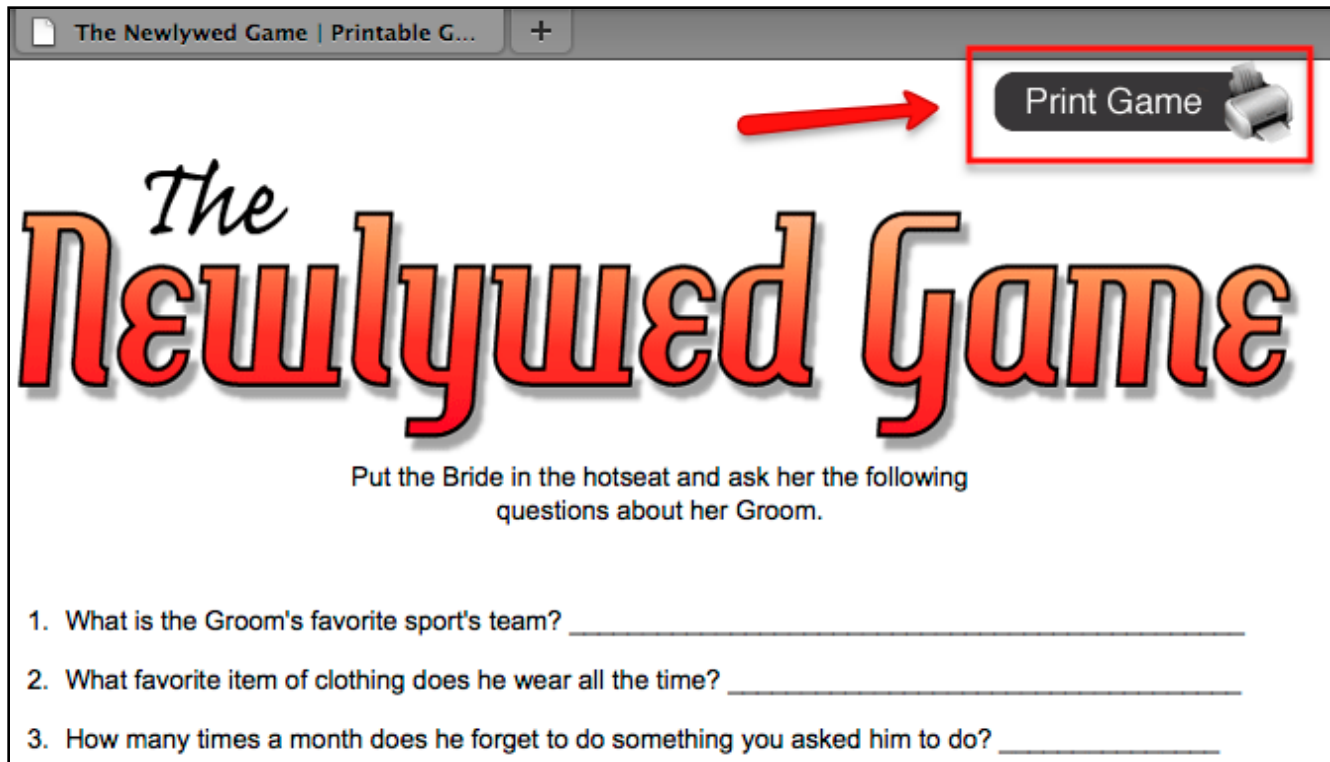 The Newlywed Game | Printable G...
+
Print Game
The
Newlywed Game
Put the Bride in the hotseat and ask her the following
questions about her Groom.
1. What is the Groom's favorite sport's team? ______________________________________________
2. What favorite item of clothing does he wear all the time? ___________________________________
3. How many times a month does he forget to do something you asked him to do? _______________